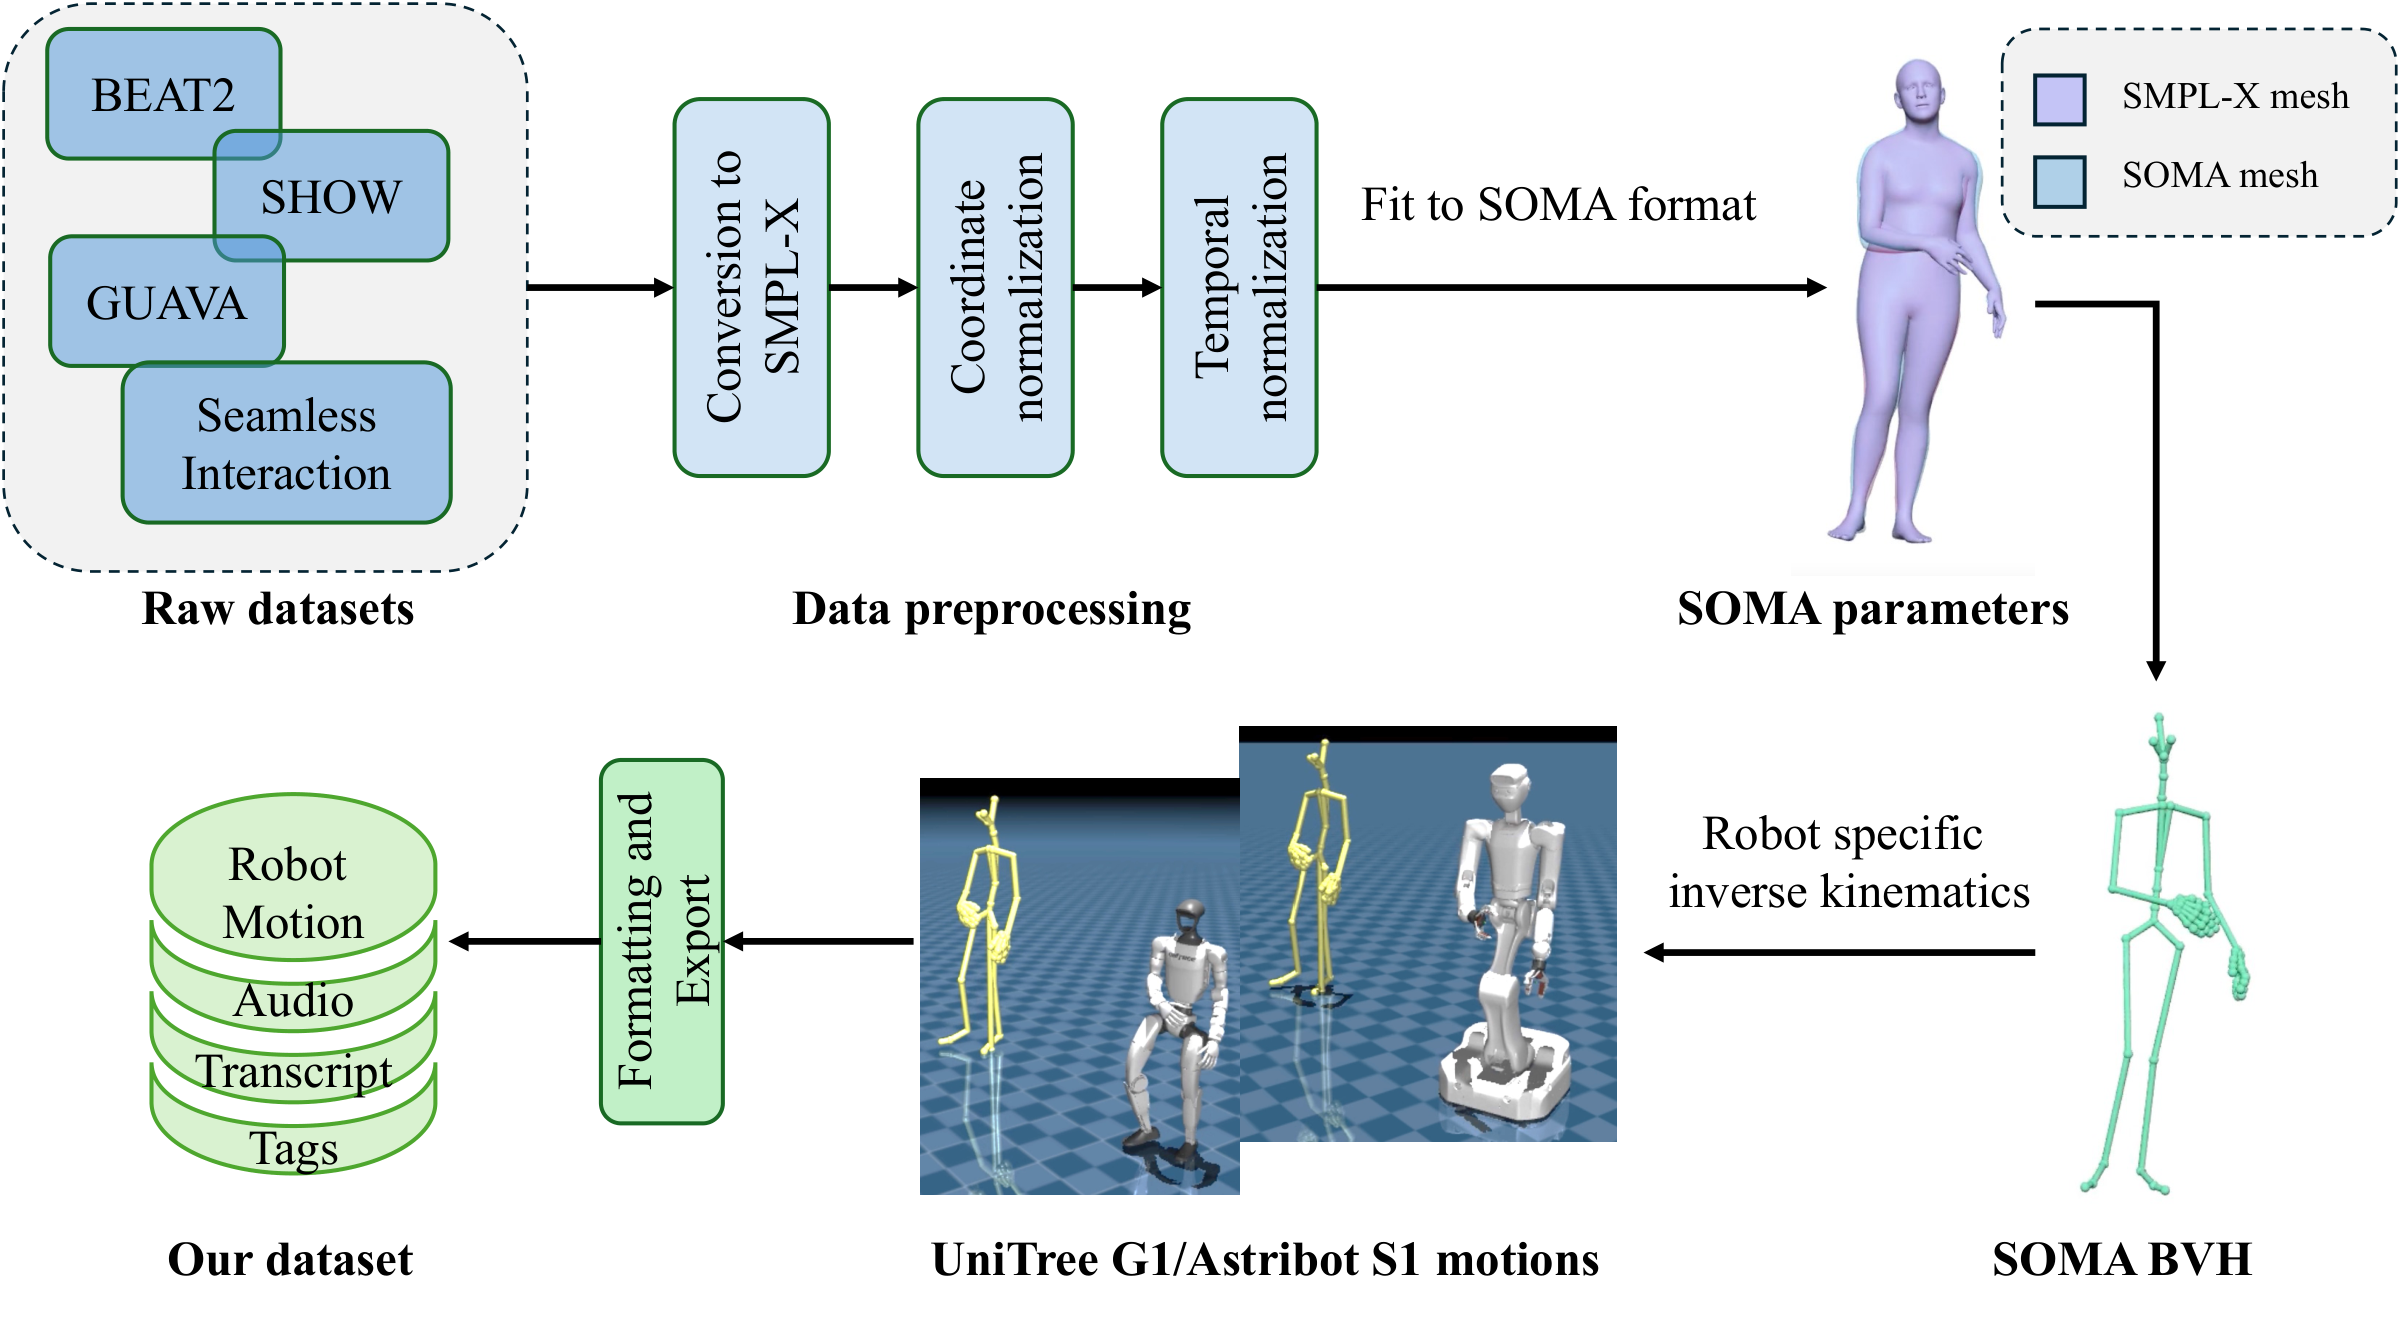 BEAT2
SHOW
GUAVA
Seamless
Interaction
Raw datasets
Conversion to
SMPL-X
Coordinate
normalization
Temporal
normalization
Data preprocessing
Fit to SOMA format
SMPL-X mesh
SOMA mesh
SOMA parameters
Robot specific
inverse kinematics
SOMA BVH
UniTree G1/Astribot S1 motions
Formating and
Export
Robot
Motion
Audio
Transcript
Tags
Our dataset